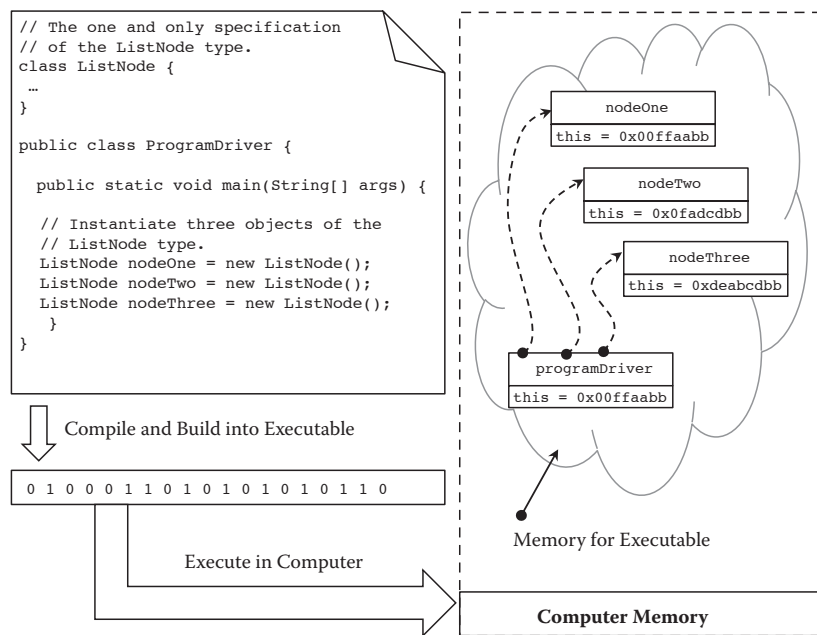 // The one and only specification
// of the ListNode type.
class ListNode {
…
}
public class ProgramDriver {
public static void main(String[] args) {
// Instantiate three objects of the
// ListNode type.
ListNode nodeOne = new ListNode();
ListNode nodeTwo = new ListNode();
ListNode nodeThree = new ListNode();
}
}
Compile and Build into Executable
0 1 0 0 0 1 1 0 1 0 1 0 1 0 1 0 1 1 0
Execute in Computer
nodeOne
this = 0x00ffaabb
nodeTwo
this = 0x0fadcdbb
nodeThree
this = 0xdeabcdbb
programDriver
this = 0x00ffaabb
Memory for Executable
Computer Memory